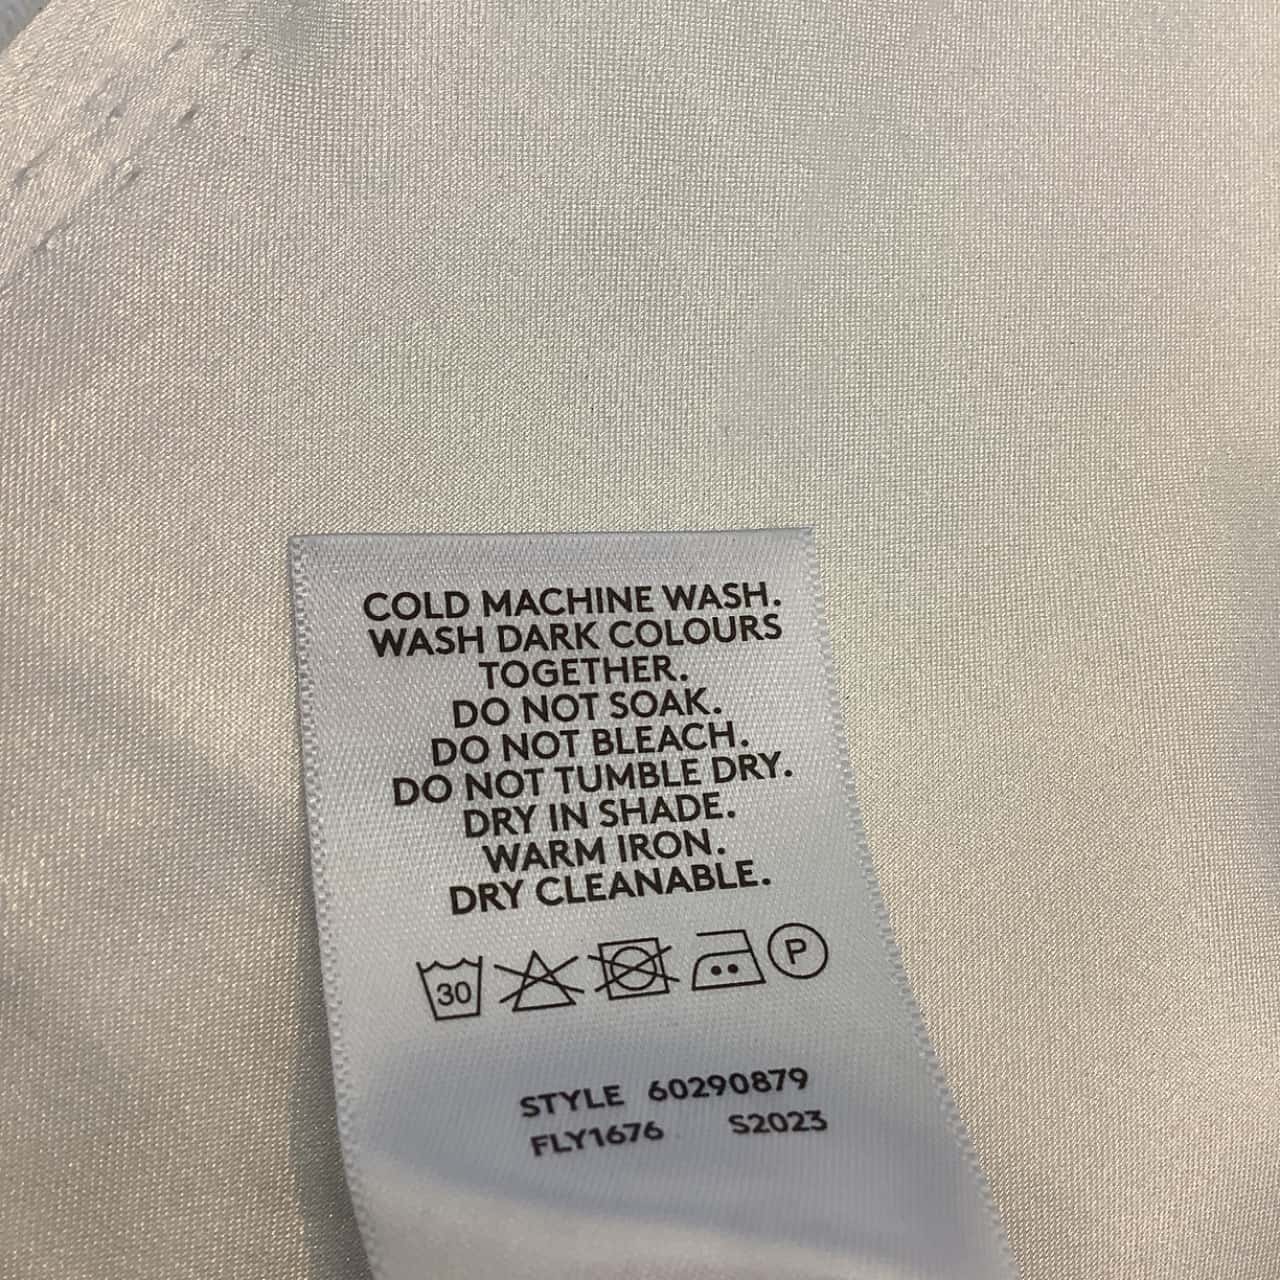 COLD MACHINE WASH.
WASH DARK COLOURS
TOGETHER.
DO NOT SOAK.
DO NOT BLEACH.
DO NOT TUMBLE DRY.
DRY IN SHADE.
WARM IRON.
DRY CLEANABLE.
30 P
STYLE 60290879
FLY1676 S2023